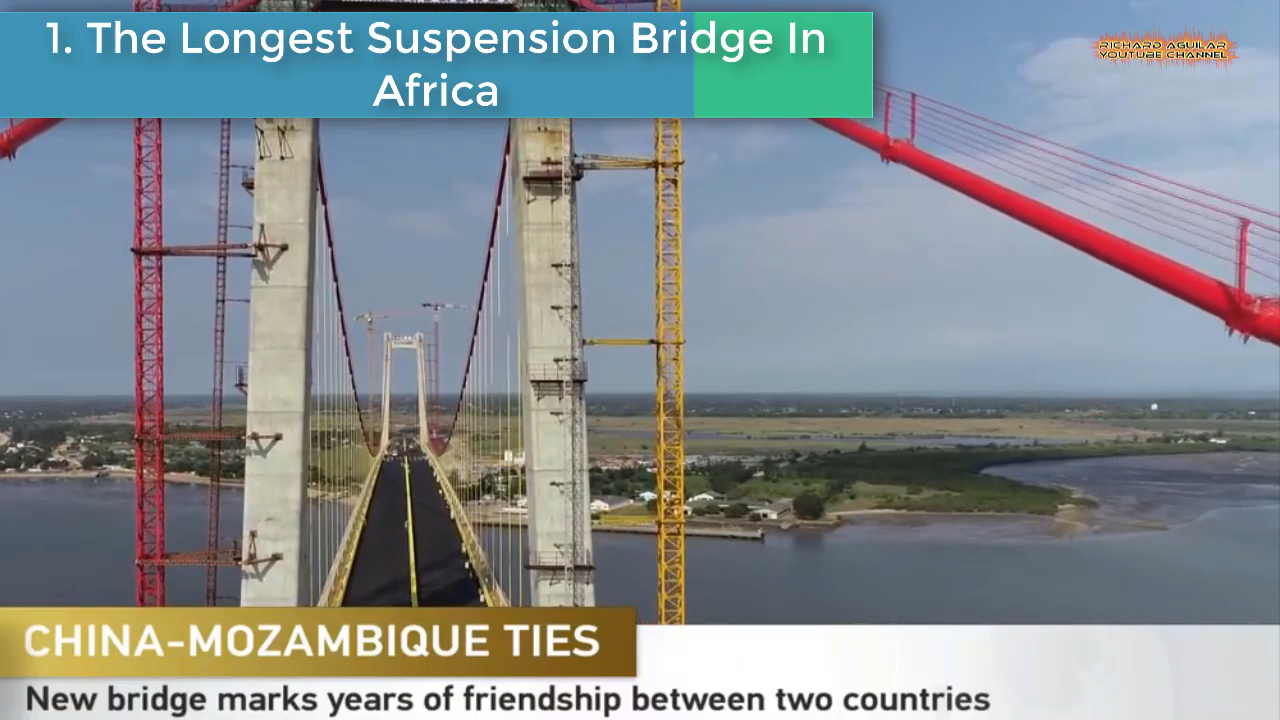 1. The Longest Suspension Bridge In
Africa
RICHARD AGUILAR
YOUTUBE CHANNEL
CHINA-MOZAMBIQUE TIES
New bridge marks years of friendship between two countries